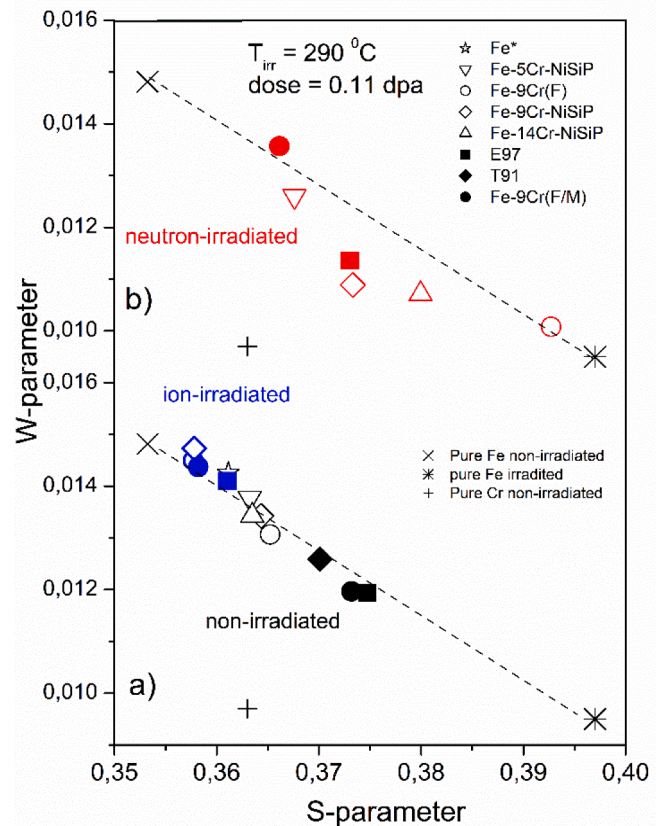 T_irr = 290 ⁰C
dose = 0.11 dpa
Fe*
Fe-5Cr-NiSiP
Fe-9Cr(F)
Fe-9Cr-NiSiP
Fe-14Cr-NiSiP
E97
T91
Fe-9Cr(F/M)
neutron-irradiated
b)
ion-irradiated
Pure Fe non-irradiated
pure Fe irradited
Pure Cr non-irradiated
non-irradiated
a)
W-parameter
0,016
0,014
0,012
0,010
0,016
0,014
0,012
0,010
0,35
0,36
0,37
0,38
0,39
0,40
S-parameter